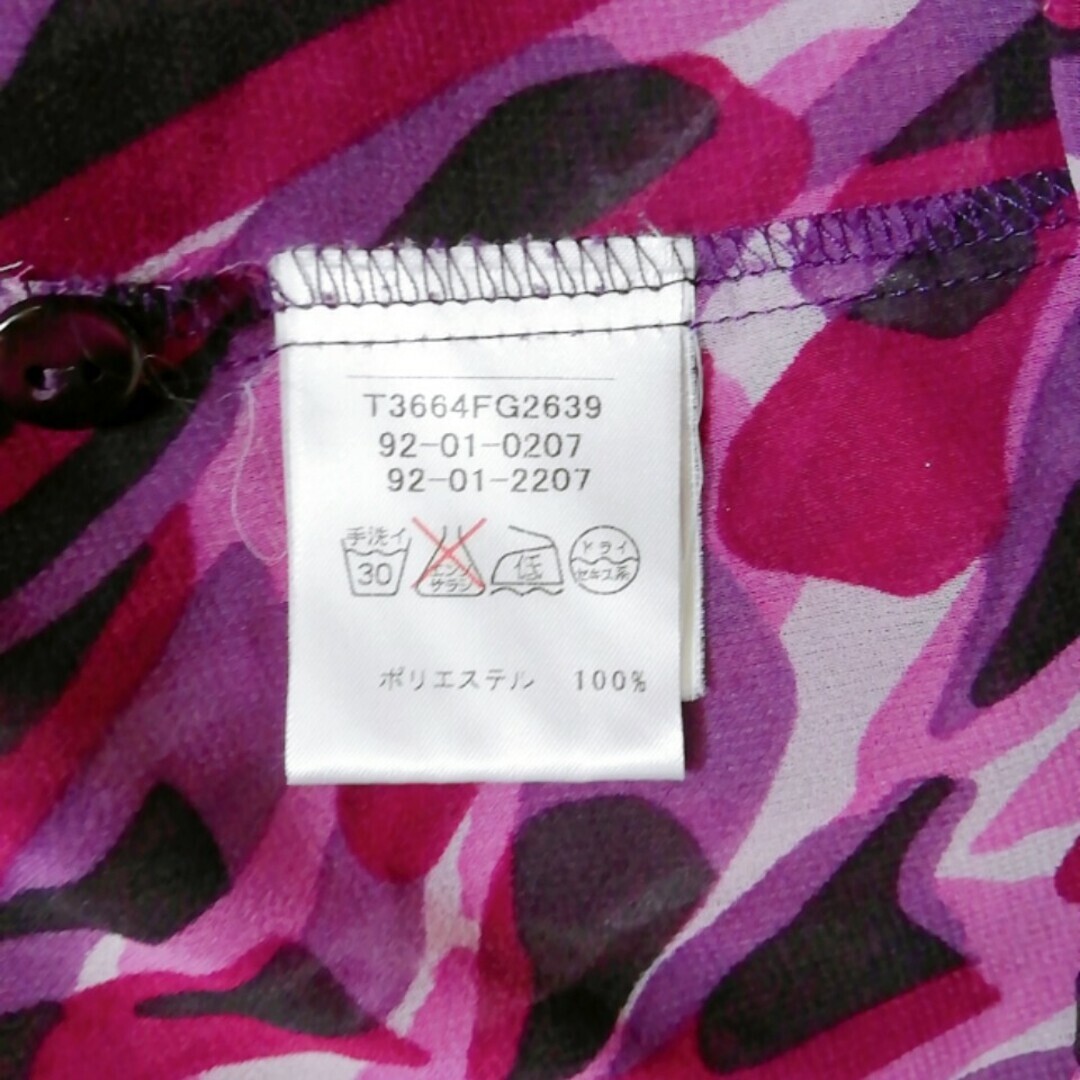 T3664FG2639
92-01-0207
92-01-2207
手洗イ
30
エンソ
サラシ
低
ドライ
セキユ系
ポリエステル 100%